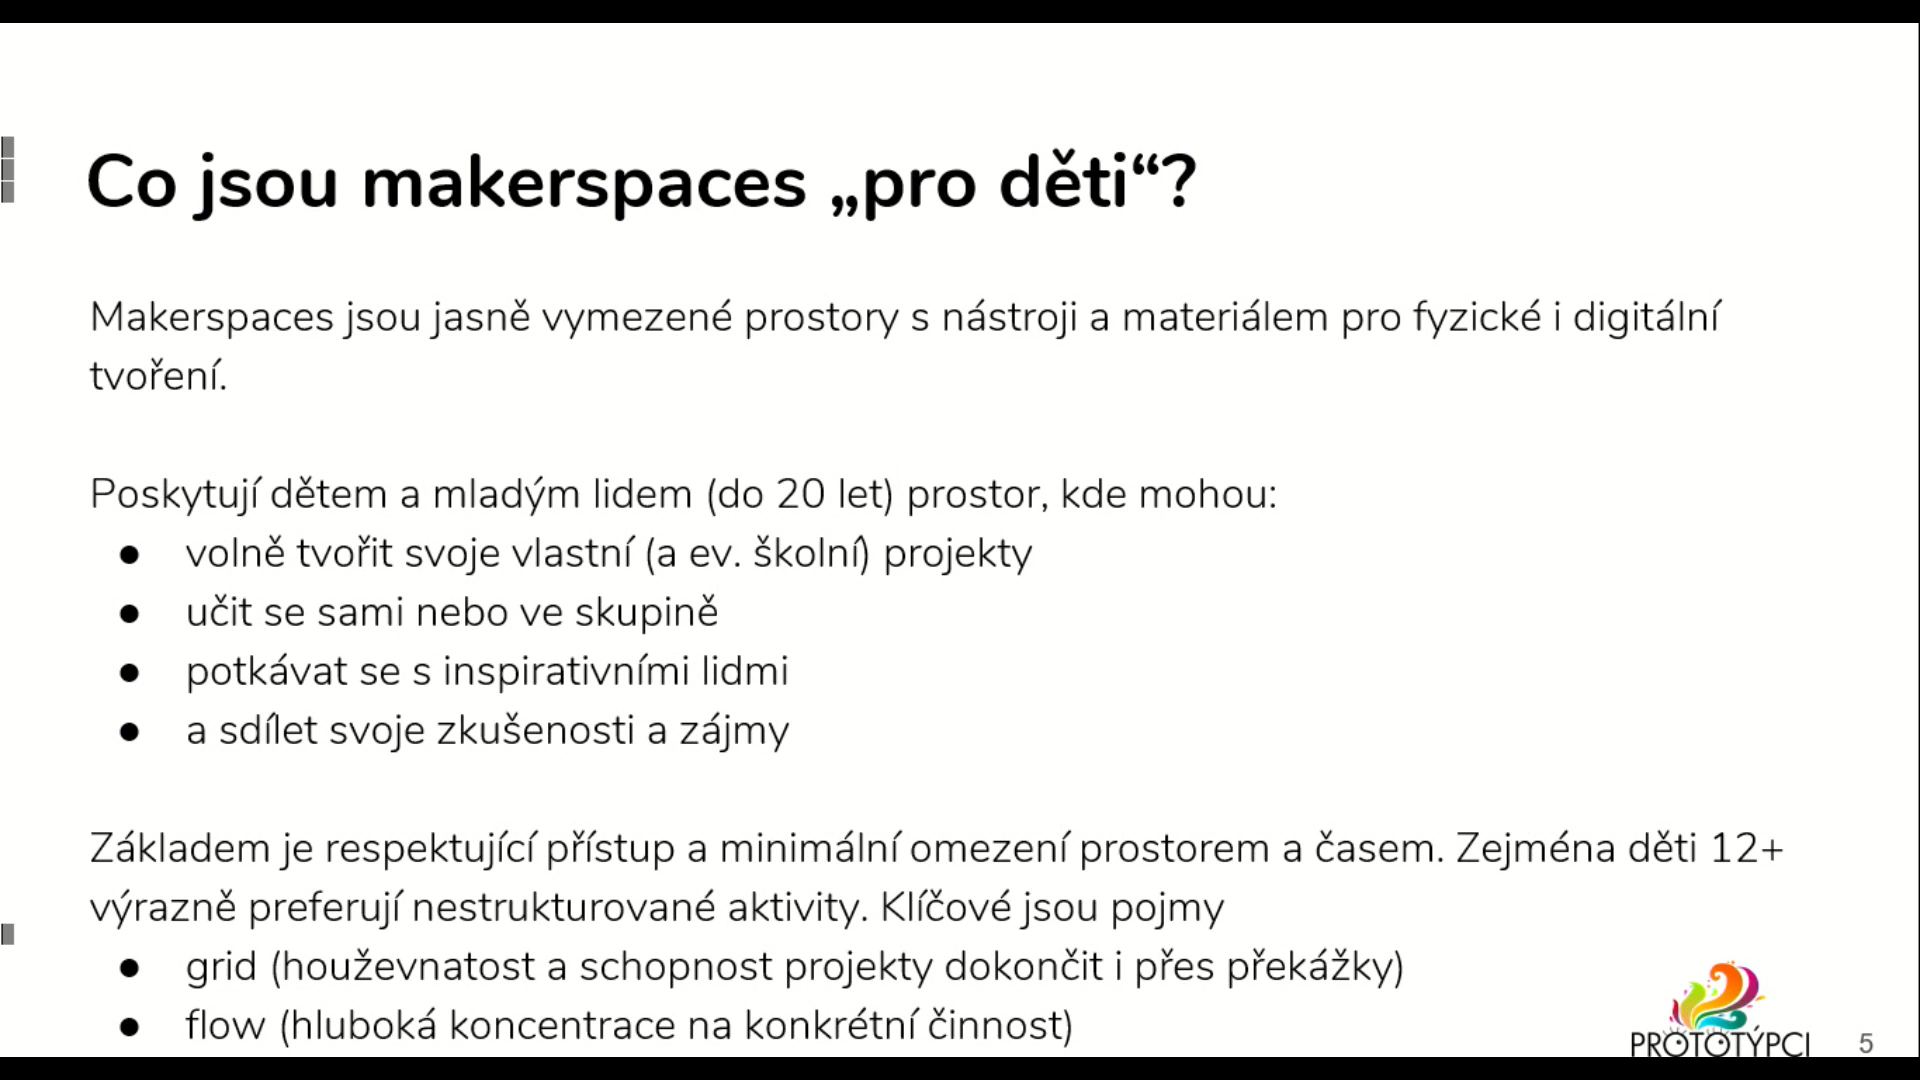 Co jsou makerspaces „pro děti“?
Makerspaces jsou jasně vymezené prostory s nástroji a materiálem pro fyzické i digitální
tvoření.
Poskytují dětem a mladým lidem (do 20 let) prostor, kde mohou:
● volně tvořit svoje vlastní (a ev. školní) projekty
● učit se sami nebo ve skupině
● potkávat se s inspirativními lidmi
● a sdílet svoje zkušenosti a zájmy
Základem je respektující přístup a minimální omezení prostorem a časem. Zejména děti 12+
výrazně preferují nestrukturované aktivity. Klíčové jsou pojmy
● grid (houževnatost a schopnost projekty dokončit i přes překážky)
● flow (hluboká koncentrace na konkrétní činnost)
PROTOTÝPCI
5